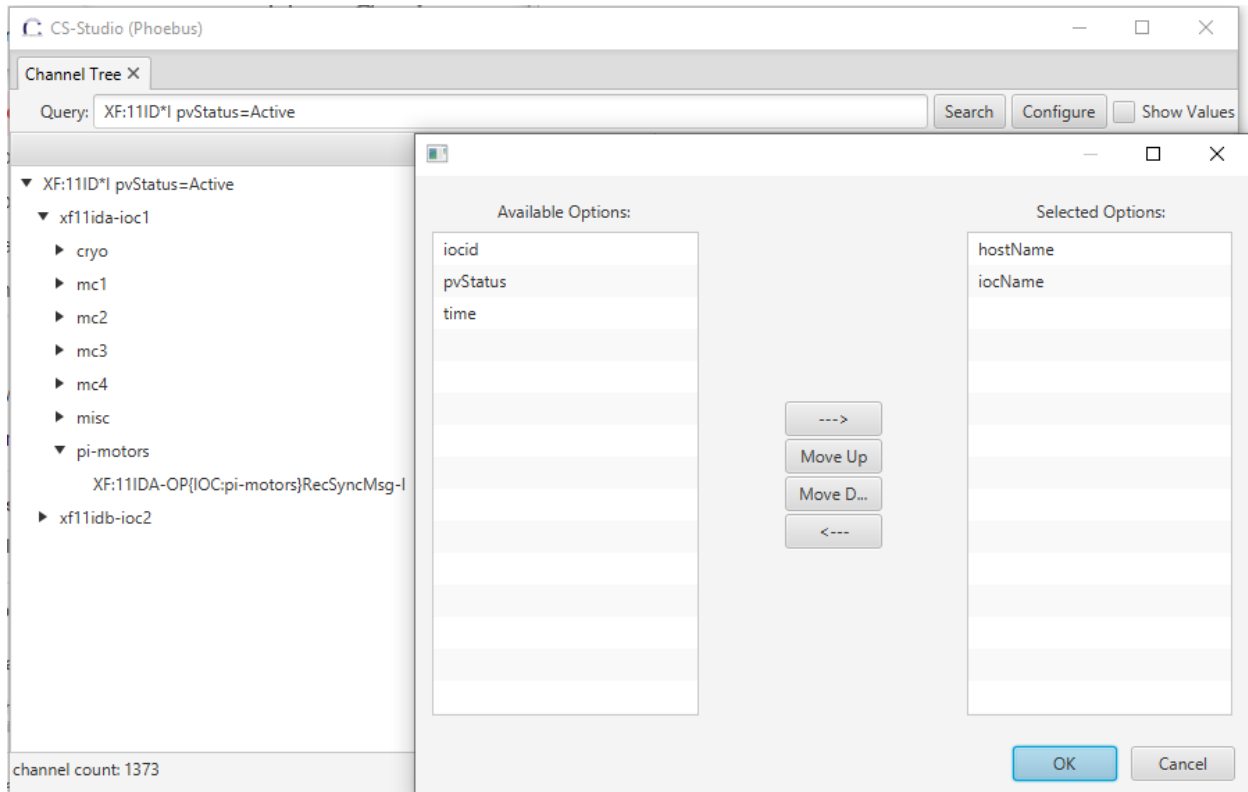 CS-Studio (Phoebus)
Channel Tree
Query: XF:11ID*I pvStatus=Active Search Configure Show Values
XF:11ID*I pvStatus=Active
xf11ida-ioc1
cryo
mc1
mc2
mc3
mc4
misc
pi-motors
XF:11IDA-OP{IOC:pi-motors}RecSyncMsg-I
xf11idb-ioc2
channel count: 1373
Available Options:
iocid
pvStatus
time
--->
Move Up
Move D...
<---
Selected Options:
hostName
iocName
OK Cancel